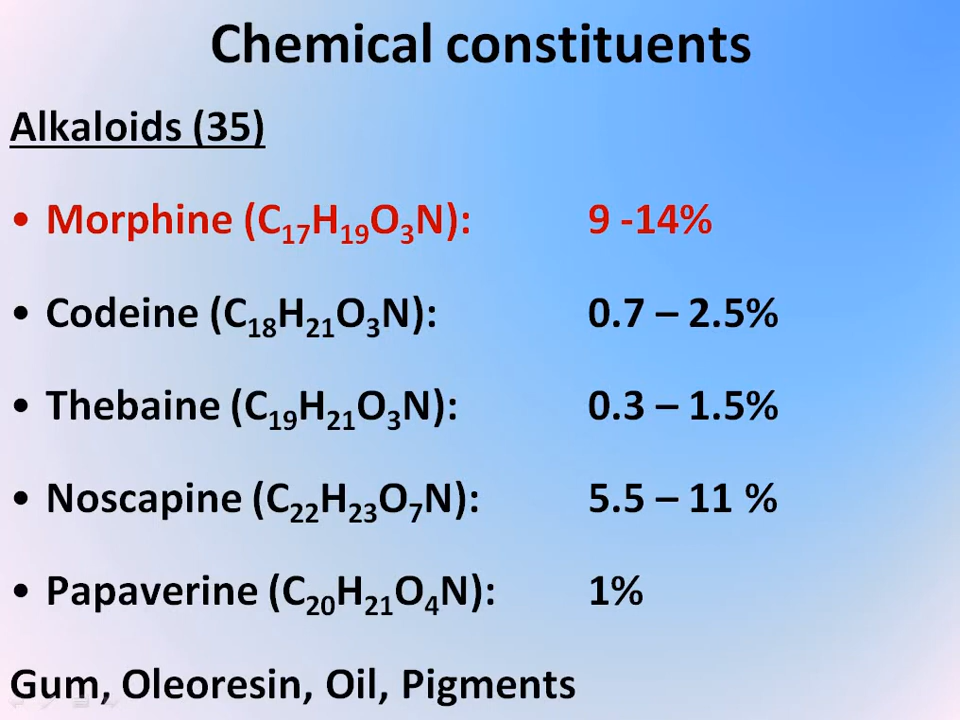 Chemical constituents
Alkaloids (35)
• Morphine (C₁₇H₁₉O₃N): 9 -14%
• Codeine (C₁₈H₂₁O₃N): 0.7 – 2.5%
• Thebaine (C₁₉H₂₁O₃N): 0.3 – 1.5%
• Noscapine (C₂₂H₂₃O₇N): 5.5 – 11 %
• Papaverine (C₂₀H₂₁O₄N): 1%
Gum, Oleoresin, Oil, Pigments